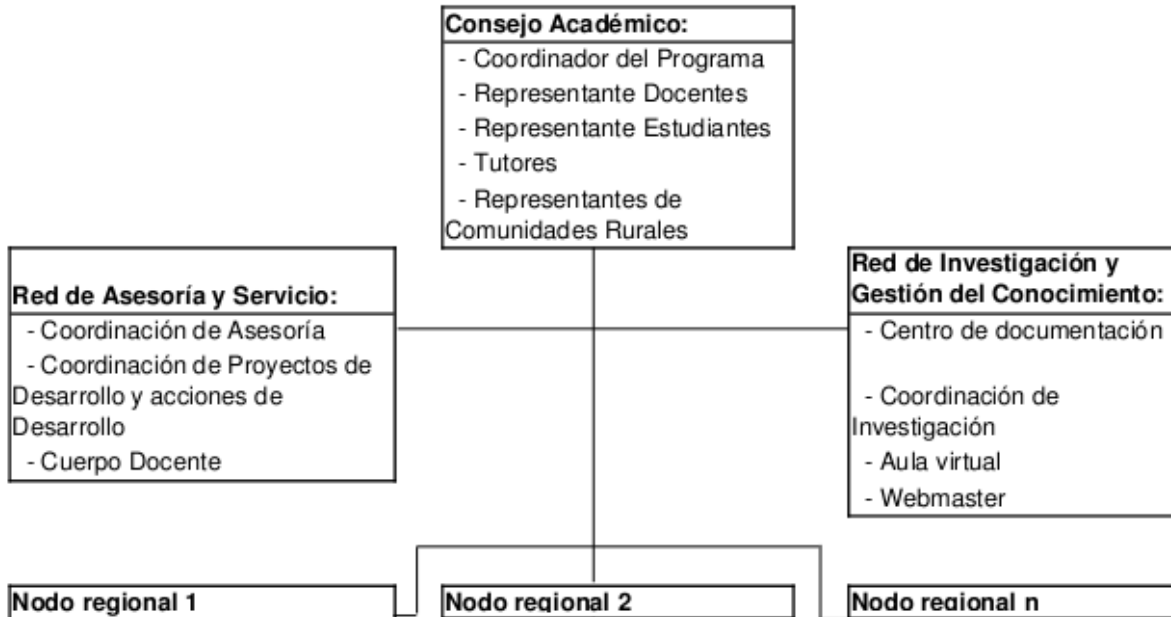 Consejo Académico:
- Coordinador del Programa
- Representante Docentes
- Representante Estudiantes
- Tutores
- Representantes de
Comunidades Rurales
Red de Asesoría y Servicio:
- Coordinación de Asesoría
- Coordinación de Proyectos de
Desarrollo y acciones de
Desarrollo
- Cuerpo Docente
Red de Investigación y
Gestión del Conocimiento:
- Centro de documentación
- Coordinación de
Investigación
- Aula virtual
- Webmaster
Nodo regional 1
Nodo regional 2
Nodo regional n